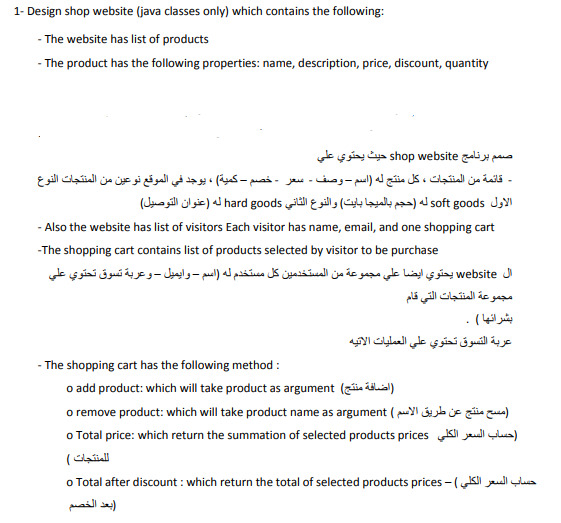 1- Design shop website (java classes only) which contains the following:
- The website has list of products
- The product has the following properties: name, description, price, discount, quantity
صمم برنامج shop website حيث يحتوي علي
- قائمة من المنتجات ، كل منتج له (اسم – وصف - سعر - خصم – كمية) ، يوجد في الموقع نوعين من المنتجات النوع
الاول soft goods له (حجم بالميجا بايت) والنوع الثاني hard goods له (عنوان التوصيل)
- Also the website has list of visitors Each visitor has name, email, and one shopping cart
-The shopping cart contains list of products selected by visitor to be purchase
ال website يحتوي ايضا علي مجموعة من المستخدمين كل مستخدم له (اسم – وايميل – وعربة تسوق تحتوي علي
مجموعة المنتجات التي قام
بشرائها ) .
عربة التسوق تحتوي علي العمليات الاتيه
- The shopping cart has the following method :
o add product: which will take product as argument (اضافة منتج)
o remove product: which will take product name as argument ( مسح منتج عن طريق الاسم)
o Total price: which return the summation of selected products prices حساب السعر الكلي)
للمنتجات )
o Total after discount : which return the total of selected products prices – ( حساب السعر الكلي
بعد الخصم)